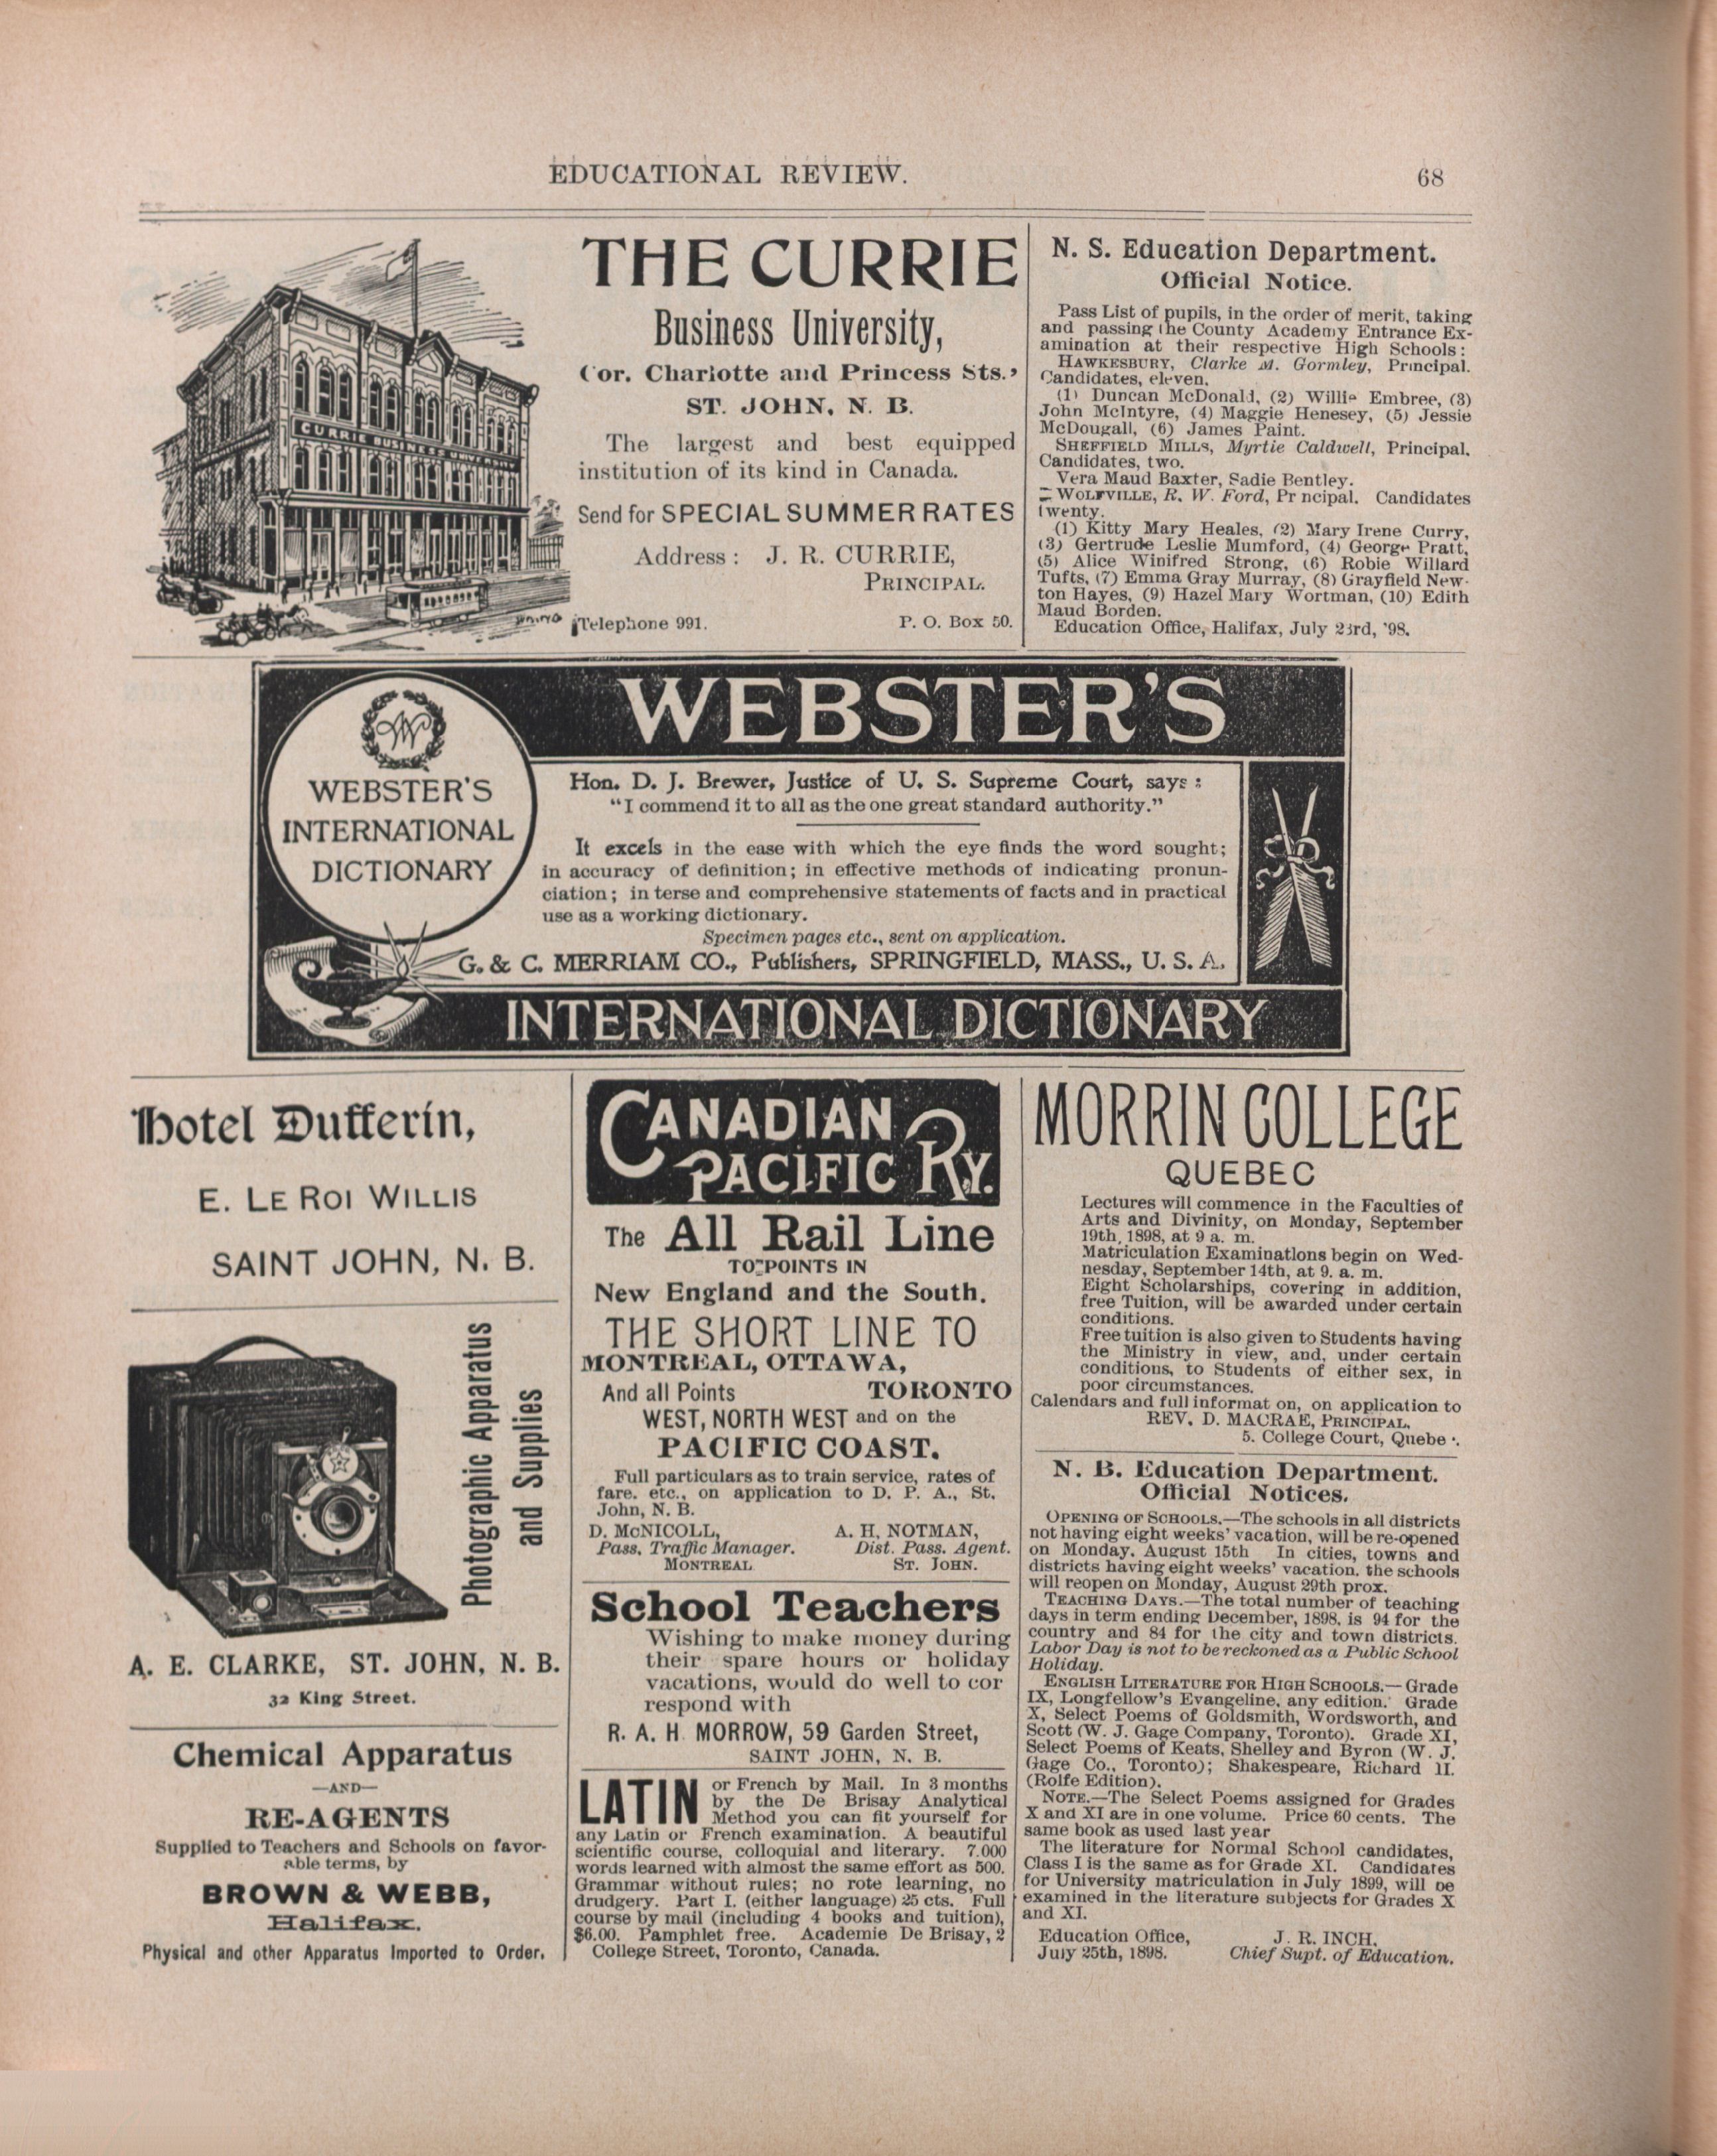 EDUCATIONAL REVIEW.
68
CURRIE BUSINESS UNIVERSITY
THE CURRIE
Business University,
Cor. Charlotte and Princess Sts.,
ST. JOHN, N. B.
The largest and best equipped
institution of its kind in Canada.
Send for SPECIAL SUMMER RATES
Address: J. R. CURRIE,
PRINCIPAL.
Telephone 991.
P. O. Box 50.
N. S. Education Department.
Official Notice.
Pass List of pupils, in the order of merit, taking
and passing the County Academy Entrance Ex-
amination at their respective High Schools:
HAWKESBURY, Clarke M. Gormley, Principal.
Candidates, eleven.
(1) Duncan McDonald, (2) Willie Embree, (3)
John McIntyre, (4) Maggie Henesey, (5) Jessie
McDougall, (6) James Paint.
SHEFFIELD MILLS, Myrtie Caldwell, Principal.
Candidates, two.
Vera Maud Baxter, Sadie Bentley.
WOLFVILLE, R. W. Ford, Pr ncipal. Candidates
twenty.
(1) Kitty Mary Heales, (2) Mary Irene Curry,
(3) Gertrude Leslie Mumford, (4) George Pratt,
(5) Alice Winifred Strong, (6) Robie Willard
Tufts, (7) Emma Gray Murray, (8) Grayfield New-
ton Hayes, (9) Hazel Mary Wortman, (10) Edith
Maud Borden.
Education Office, Halifax, July 23rd, '98.
WEBSTER'S
W
WEBSTER'S
INTERNATIONAL
DICTIONARY
Hon. D. J. Brewer, Justice of U. S. Supreme Court, says:
"I commend it to all as the one great standard authority."
It excels in the ease with which the eye finds the word sought;
in accuracy of definition; in effective methods of indicating pronun-
ciation; in terse and comprehensive statements of facts and in practical
use as a working dictionary.
Specimen pages etc., sent on application.
G. & C. MERRIAM CO., Publishers, SPRINGFIELD, MASS., U. S. A.
INTERNATIONAL DICTIONARY
Hotel Dufferin,
E. LE ROI WILLIS
SAINT JOHN, N. B.
Photographic Apparatus
and Supplies
A. E. CLARKE, ST. JOHN, N. B.
32 King Street.
Chemical Apparatus
—AND—
RE-AGENTS
Supplied to Teachers and Schools on favor-
able terms, by
BROWN & WEBB,
Halifax.
Physical and other Apparatus Imported to Order.
CANADIAN
PACIFIC RY.
The All Rail Line
TO POINTS IN
New England and the South.
THE SHORT LINE TO
MONTREAL, OTTAWA,
And all Points TORONTO
WEST, NORTH WEST and on the
PACIFIC COAST.
Full particulars as to train service, rates of
fare. etc., on application to D. P. A., St.
John, N. B.
D. McNICOLL, A. H. NOTMAN,
Pass. Traffic Manager. Dist. Pass. Agent.
MONTREAL ST. JOHN.
School Teachers
Wishing to make money during
their spare hours or holiday
vacations, would do well to cor
respond with
R. A. H. MORROW, 59 Garden Street,
SAINT JOHN, N. B.
LATIN or French by Mail. In 3 months
by the De Brisay Analytical
Method you can fit yourself for
any Latin or French examination. A beautiful
scientific course, colloquial and literary. 7.000
words learned with almost the same effort as 500.
Grammar without rules; no rote learning, no
drudgery. Part I. (either language) 25 cts. Full
course by mail (including 4 books and tuition),
$6.00. Pamphlet free. Academie De Brisay, 2
College Street, Toronto, Canada.
MORRIN COLLEGE
QUEBEC
Lectures will commence in the Faculties of
Arts and Divinity, on Monday, September
19th, 1898, at 9 a. m.
Matriculation Examinations begin on Wed-
nesday, September 14th, at 9. a. m.
Eight Scholarships, covering in addition,
free Tuition, will be awarded under certain
conditions.
Free tuition is also given to Students having
the Ministry in view, and, under certain
conditions, to Students of either sex, in
poor circumstances.
Calendars and full informat on, on application to
REV. D. MACRAE, PRINCIPAL.
5. College Court, Quebe .
N. B. Education Department.
Official Notices.
OPENING OF SCHOOLS.—The schools in all districts
not having eight weeks' vacation, will be re-opened
on Monday, August 15th In cities, towns and
districts having eight weeks' vacation, the schools
will reopen on Monday, August 29th prox.
TEACHING DAYS.—The total number of teaching
days in term ending December, 1898, is 94 for the
country and 84 for the city and town districts.
Labor Day is not to be reckoned as a Public School
Holiday.
ENGLISH LITERATURE FOR HIGH SCHOOLS.—Grade
IX, Longfellow's Evangeline, any edition. Grade
X, Select Poems of Goldsmith, Wordsworth, and
Scott (W. J. Gage Company, Toronto). Grade XI,
Select Poems of Keats, Shelley and Byron (W. J.
Gage Co., Toronto); Shakespeare, Richard II.
(Rolfe Edition).
NOTE.—The Select Poems assigned for Grades
X and XI are in one volume. Price 60 cents. The
same book as used last year
The literature for Normal School candidates,
Class I is the same as for Grade XI. Candidates
for University matriculation in July 1899, will be
examined in the literature subjects for Grades X
and XI.
Education Office, J. R. INCH,
July 25th, 1898. Chief Supt. of Education.